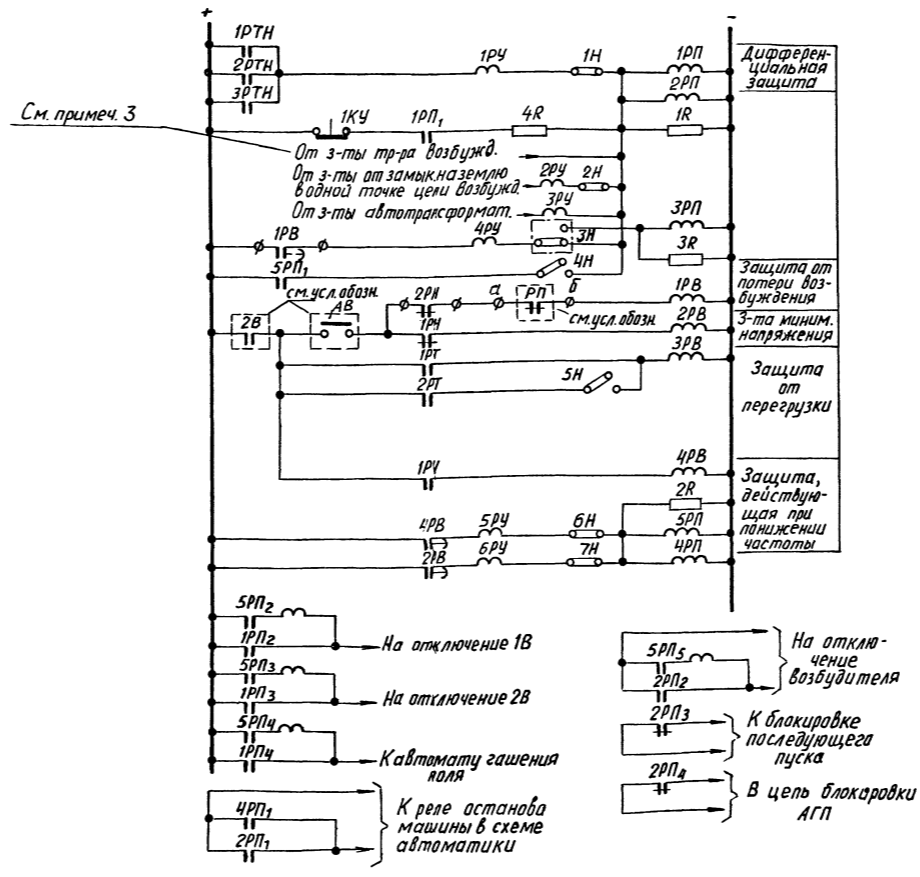 +
-
1РТН
2РТН
3РТН
1РУ
1Н
1РП
Дифферен-
циальная
защита
2РП
См. примеч. 3
1КУ
1РП1
4R
1R
От з-ты тр-ра возбужд.
От з-ты от замык. на землю
в одной точке цепи возбужд.
2РУ
2Н
От з-ты автотрансформат.
3РУ
3РП
1РВ
4РУ
3Н
3R
5РП1
4Н
Защита от
потери воз-
буждения
см. усл. обозн.
2РН
а
РП
б
1РВ
2В
АВ
1РН
см. усл. обозн.
2РВ
З-та миним.
напряжения
1РТ
3РВ
2РТ
5Н
Защита
от
перегрузки
1РЧ
4РВ
Защита,
действую-
щая при
понижении
частоты
2R
4РВ
5РУ
6Н
5РП
2РВ
6РУ
7Н
4РП
5РП2
1РП2
На отключение 1В
5РП3
1РП3
На отключение 2В
5РП4
1РП4
К автомату гашения
поля
4РП1
2РП1
К реле останова
машины в схеме
автоматики
5РП5
2РП2
На отклю-
чение
возбудителя
2РП3
К блокировке
последующего
пуска
2РП4
В цепь блокировки
АГП